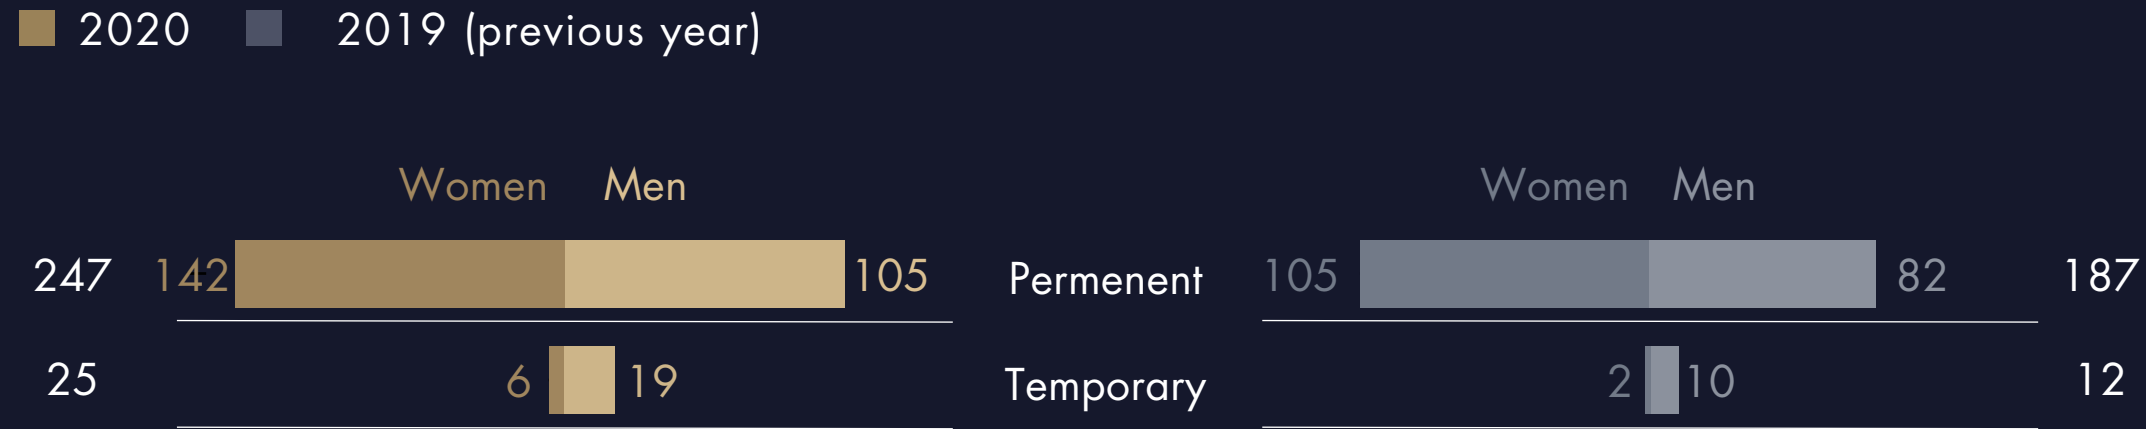 2020 2019 (previous year)
Women Men Women Men
247 142 105 Permenent 105 82 187
25 6 19 Temporary 2 10 12